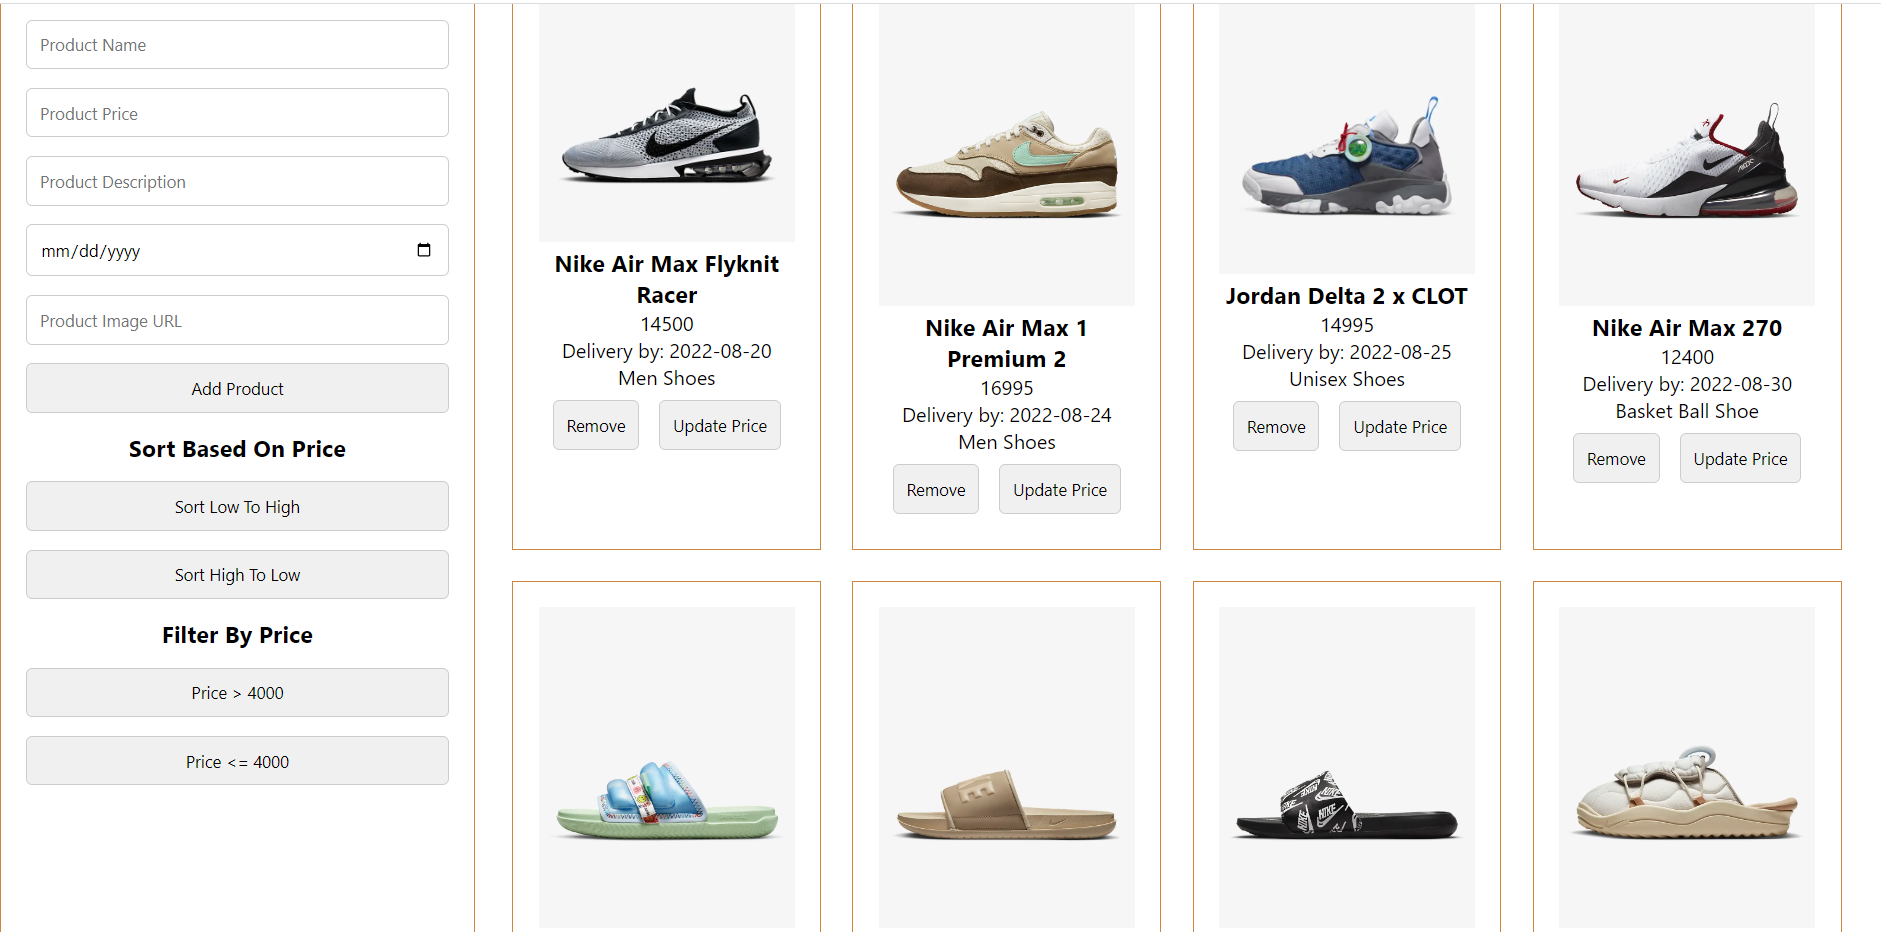 Product Name
Product Price
Product Description
mm/dd/yyyy
Product Image URL
Add Product
Sort Based On Price
Sort Low To High
Sort High To Low
Filter By Price
Price > 4000
Price <= 4000
Nike Air Max Flyknit
Racer
14500
Delivery by: 2022-08-20
Men Shoes
Remove Update Price
Nike Air Max 1
Premium 2
16995
Delivery by: 2022-08-24
Men Shoes
Remove Update Price
Jordan Delta 2 x CLOT
14995
Delivery by: 2022-08-25
Unisex Shoes
Remove Update Price
Nike Air Max 270
12400
Delivery by: 2022-08-30
Basket Ball Shoe
Remove Update Price